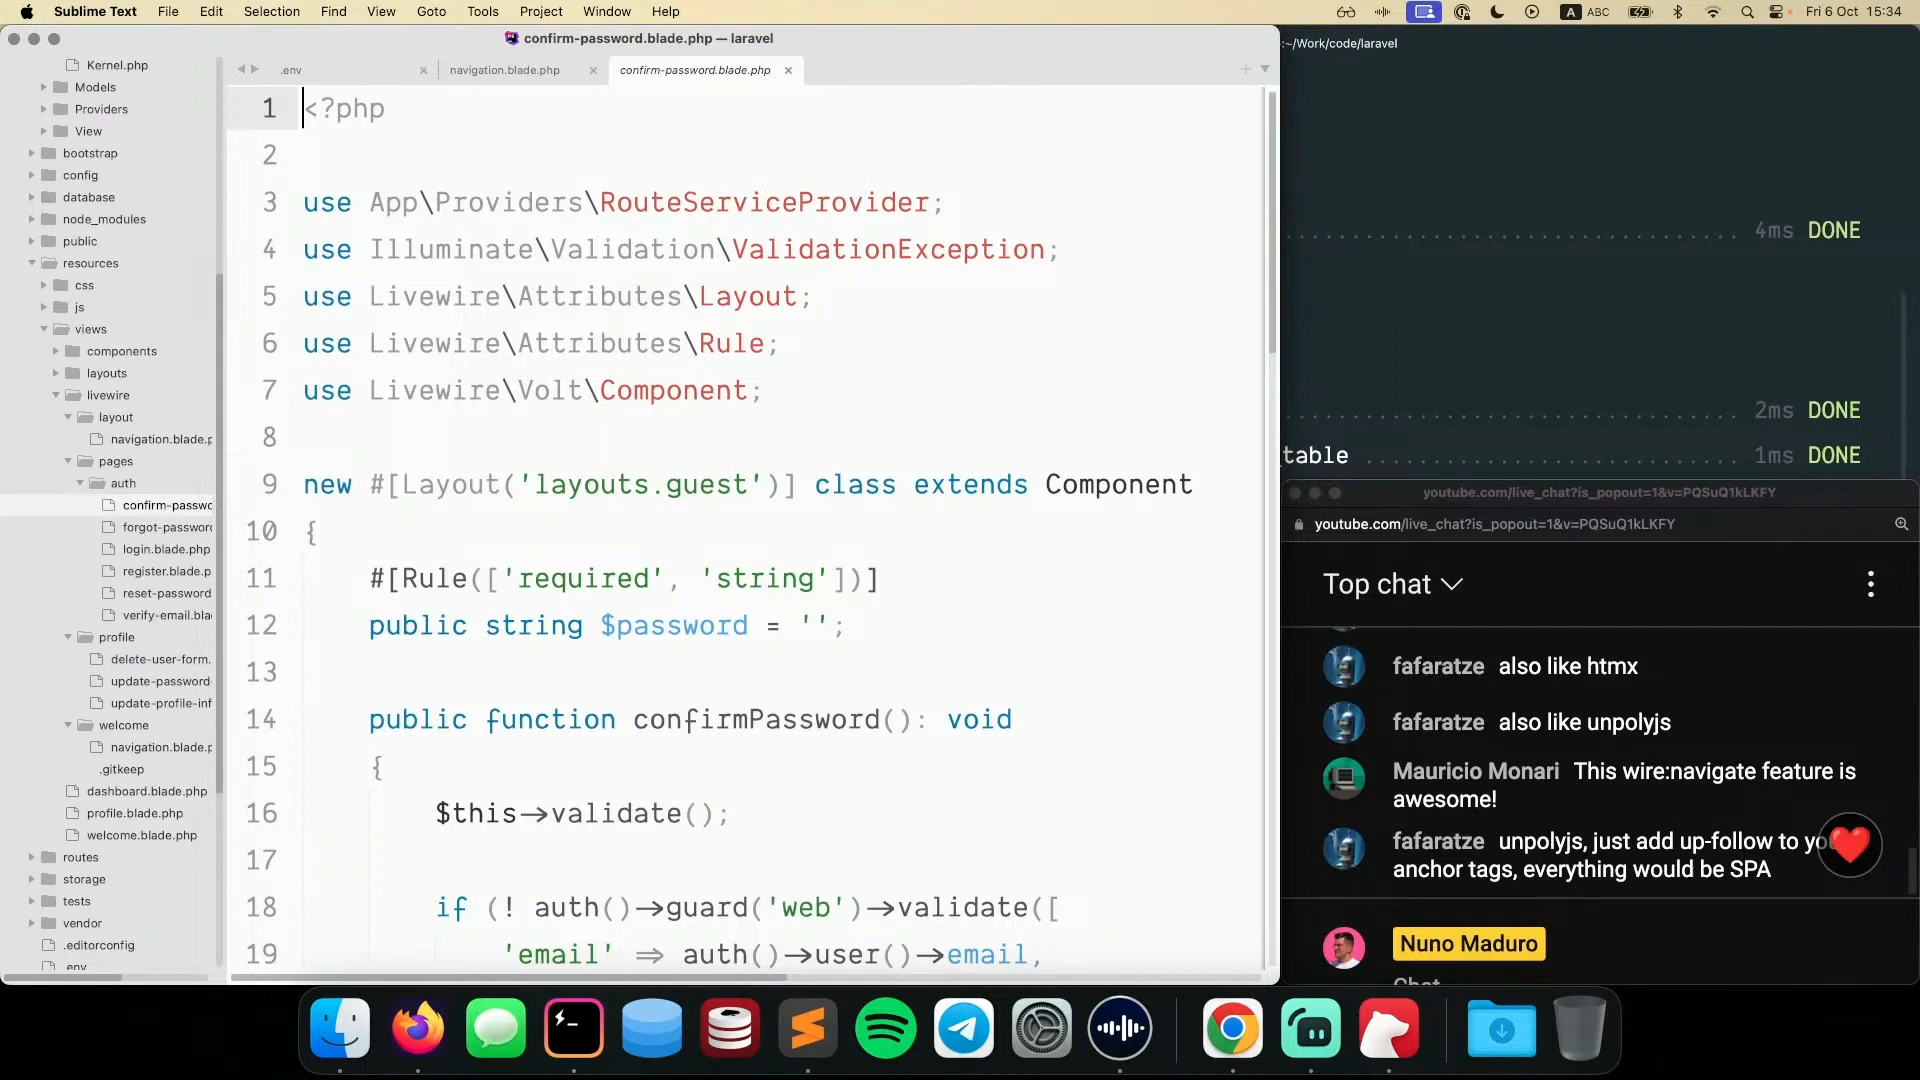 Sublime Text File Edit Selection Find View Goto Tools Project Window Help
A ABC Fri 6 Oct 15:34
confirm-password.blade.php — laravel
:~/Work/code/laravel
.env navigation.blade.php confirm-password.blade.php
Kernel.php
Models
Providers
View
bootstrap
config
database
node_modules
public
resources
css
js
views
components
layouts
livewire
layout
navigation.blade.p
pages
auth
confirm-passwo
forgot-password
login.blade.php
register.blade.p
reset-password
verify-email.bla
profile
delete-user-form.
update-password
update-profile-inf
welcome
navigation.blade.p
.gitkeep
dashboard.blade.php
profile.blade.php
welcome.blade.php
routes
storage
tests
vendor
.editorconfig
.env
1 <?php
2
3 use App\Providers\RouteServiceProvider;
4 use Illuminate\Validation\ValidationException;
5 use Livewire\Attributes\Layout;
6 use Livewire\Attributes\Rule;
7 use Livewire\Volt\Component;
8
9 new #[Layout('layouts.guest')] class extends Component
10 {
11 #[Rule(['required', 'string'])]
12 public string $password = '';
13
14 public function confirmPassword(): void
15 {
16 $this->validate();
17
18 if (! auth()->guard('web')->validate([
19 'email' => auth()->user()->email,
4ms DONE
2ms DONE
table 1ms DONE
youtube.com/live_chat?is_popout=1&v=PQSuQ1kLKFY
youtube.com/live_chat?is_popout=1&v=PQSuQ1kLKFY
Top chat
fafaratze also like htmx
fafaratze also like unpolyjs
Mauricio Monari This wire:navigate feature is
awesome!
fafaratze unpolyjs, just add up-follow to yo
anchor tags, everything would be SPA
Nuno Maduro
Chat